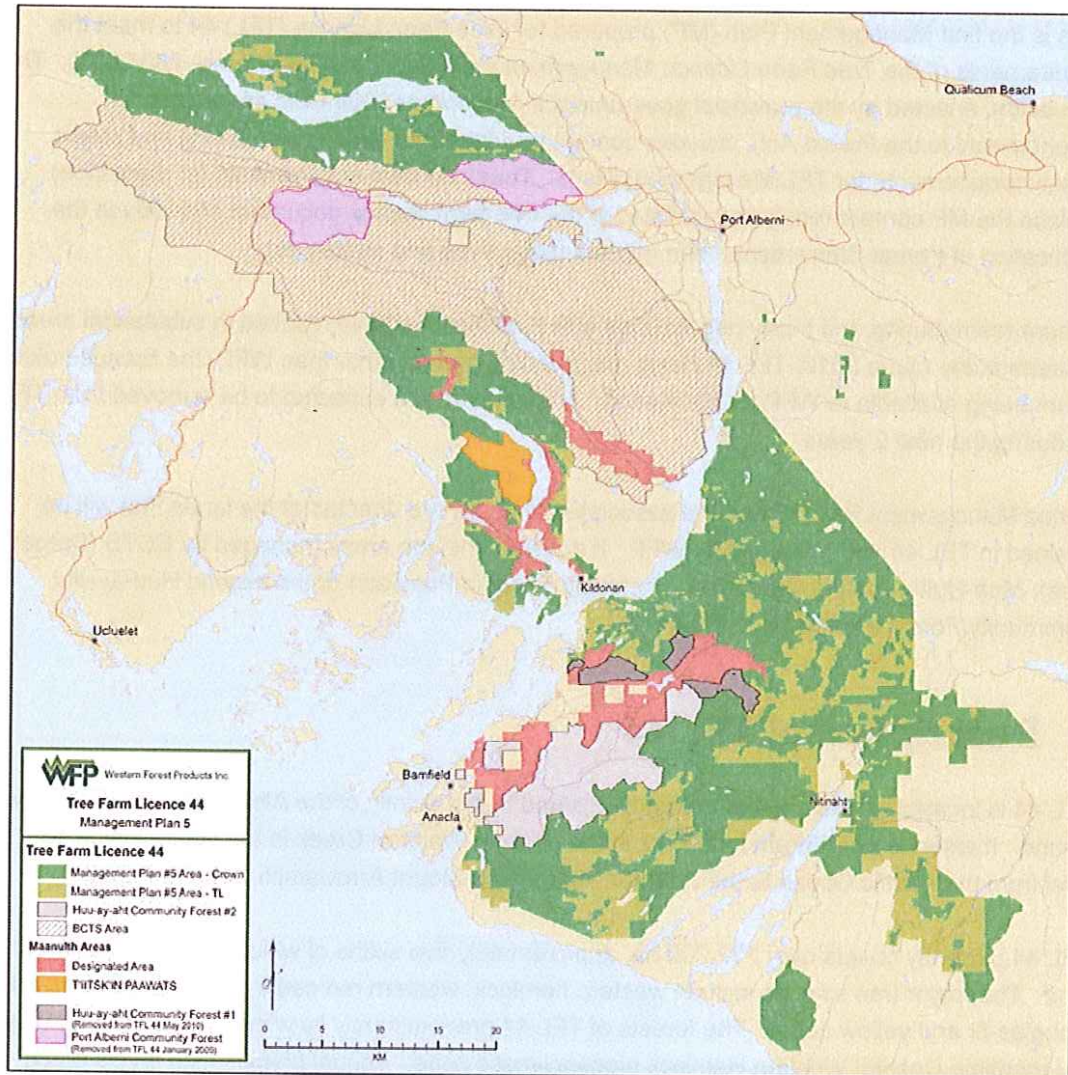 Qualicum Beach
Port Alberni
Kildonan
Ucluelet
Bamfield
Nitinaht
Anacla
WFP Western Forest Products Inc.
Tree Farm Licence 44
Management Plan 5
Tree Farm Licence 44
Management Plan #5 Area - Crown
Management Plan #5 Area - TL
Huu-ay-aht Community Forest #2
BCTS Area
Maanulth Areas
Designated Area
T'IITSK'IN PAAWATS
Huu-ay-aht Community Forest #1
(Removed from TFL 44 May 2010)
Port Alberni Community Forest
(Removed from TFL 44 January 2009)
0 5 10 20
KM